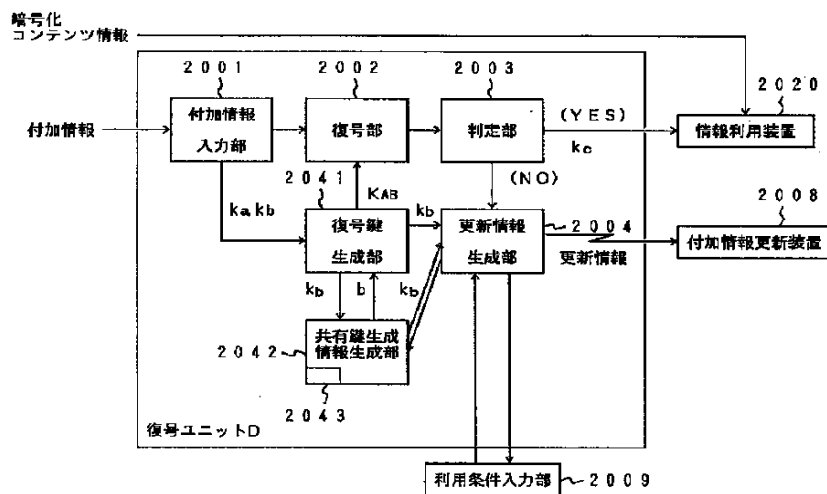 暗号化
コンテンツ情報
2001
2002
2003
2020
付加情報
付加情報
入力部
復号部
判定部
(YES)
kc
情報利用装置
2041
KAB
(NO)
2008
ka kb
復号鍵
生成部
kb
更新情報
生成部
2004
更新情報
付加情報更新装置
kb
b
kb
2042
共有鍵生成
情報生成部
2043
復号ユニットD
利用条件入力部
2009